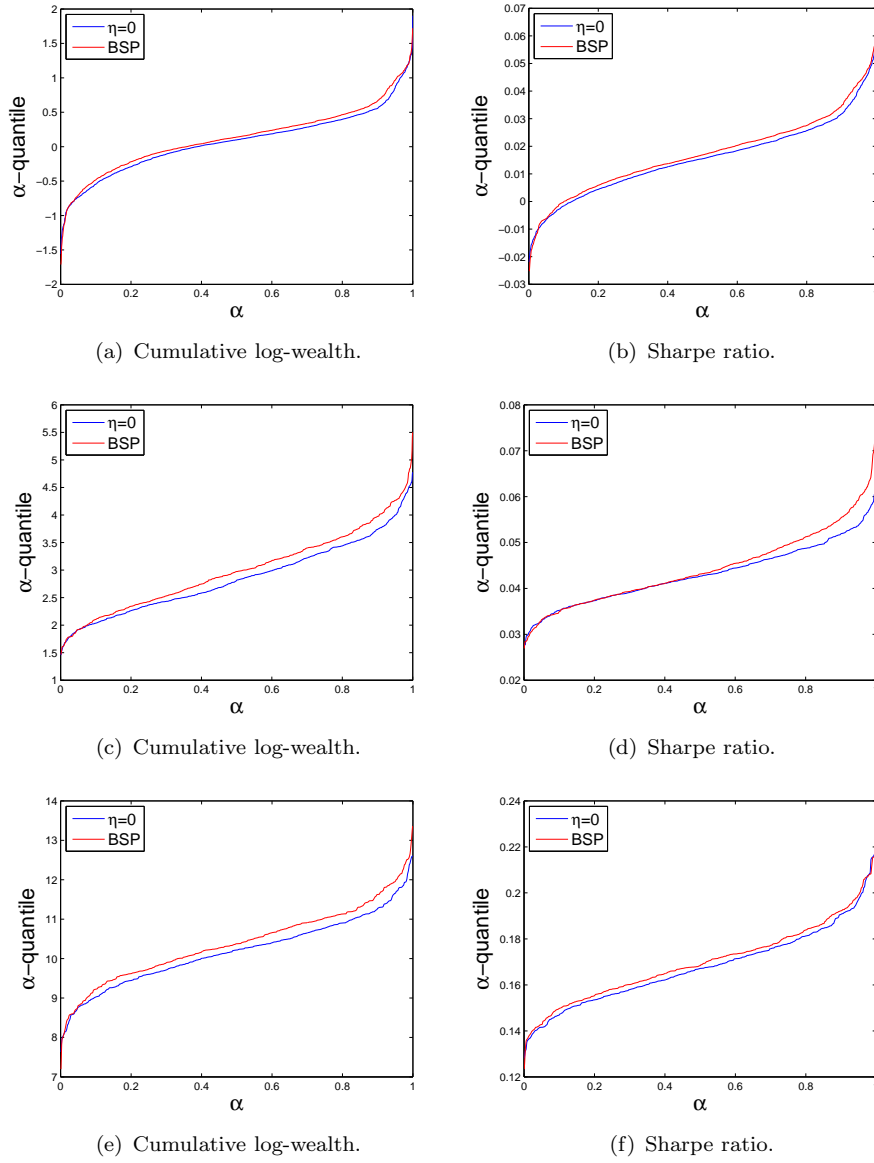 2
1.5
1
0.5
0
−0.5
−1
−1.5
−2
0 0.2 0.4 0.6 0.8 1
α
α−quantile
η=0
BSP
(a) Cumulative log-wealth.
0.07
0.06
0.05
0.04
0.03
0.02
0.01
0
−0.01
−0.02
−0.03
0 0.2 0.4 0.6 0.8
α
α−quantile
η=0
BSP
(b) Sharpe ratio.
6
5.5
5
4.5
4
3.5
3
2.5
2
1.5
1
0 0.2 0.4 0.6 0.8 1
α
α−quantile
η=0
BSP
(c) Cumulative log-wealth.
0.08
0.07
0.06
0.05
0.04
0.03
0.02
0 0.2 0.4 0.6 0.8
α
α−quantile
η=0
BSP
(d) Sharpe ratio.
14
13
12
11
10
9
8
7
0 0.2 0.4 0.6 0.8 1
α
α−quantile
η=0
BSP
(e) Cumulative log-wealth.
0.24
0.22
0.2
0.18
0.16
0.14
0.12
0 0.2 0.4 0.6 0.8
α
α−quantile
η=0
BSP
(f) Sharpe ratio.